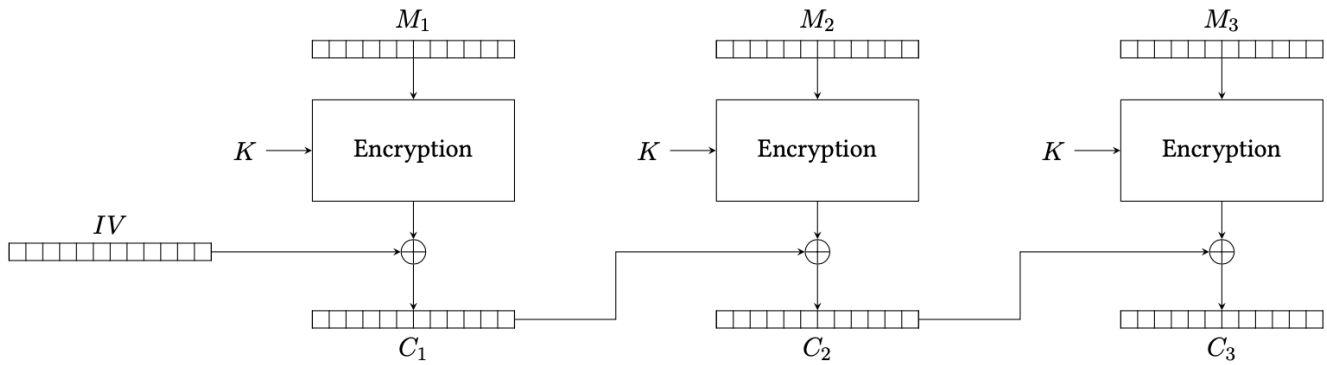 M₁ M₂ M₃
K Encryption K Encryption K Encryption
IV
C₁ C₂ C₃